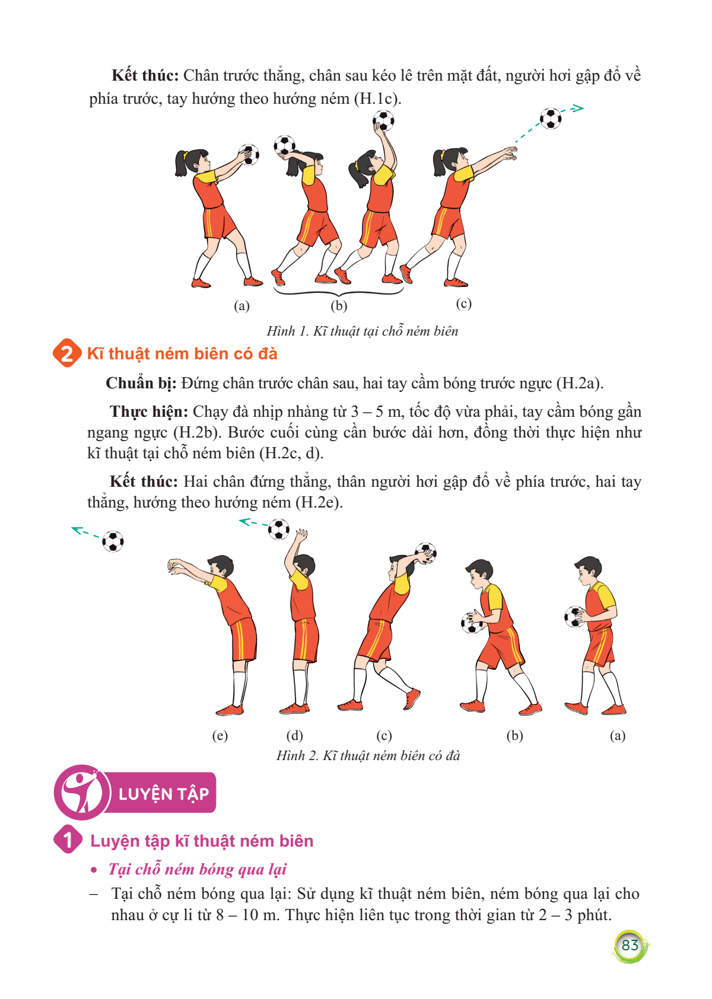 Kết thúc: Chân trước thẳng, chân sau kéo lê trên mặt đất, người hơi gập đổ về
phía trước, tay hướng theo hướng ném (H.1c).
(a)
(b)
(c)
Hình 1. Kĩ thuật tại chỗ ném biên
2 Kĩ thuật ném biên có đà
Chuẩn bị: Đứng chân trước chân sau, hai tay cầm bóng trước ngực (H.2a).
Thực hiện: Chạy đà nhịp nhàng từ 3 – 5 m, tốc độ vừa phải, tay cầm bóng gần
ngang ngực (H.2b). Bước cuối cùng cần bước dài hơn, đồng thời thực hiện như
kĩ thuật tại chỗ ném biên (H.2c, d).
Kết thúc: Hai chân đứng thẳng, thân người hơi gập đổ về phía trước, hai tay
thẳng, hướng theo hướng ném (H.2e).
(e)
(d)
(c)
(b)
(a)
Hình 2. Kĩ thuật ném biên có đà
LUYỆN TẬP
1 Luyện tập kĩ thuật ném biên
• Tại chỗ ném bóng qua lại
– Tại chỗ ném bóng qua lại: Sử dụng kĩ thuật ném biên, ném bóng qua lại cho
nhau ở cự li từ 8 – 10 m. Thực hiện liên tục trong thời gian từ 2 – 3 phút.
83